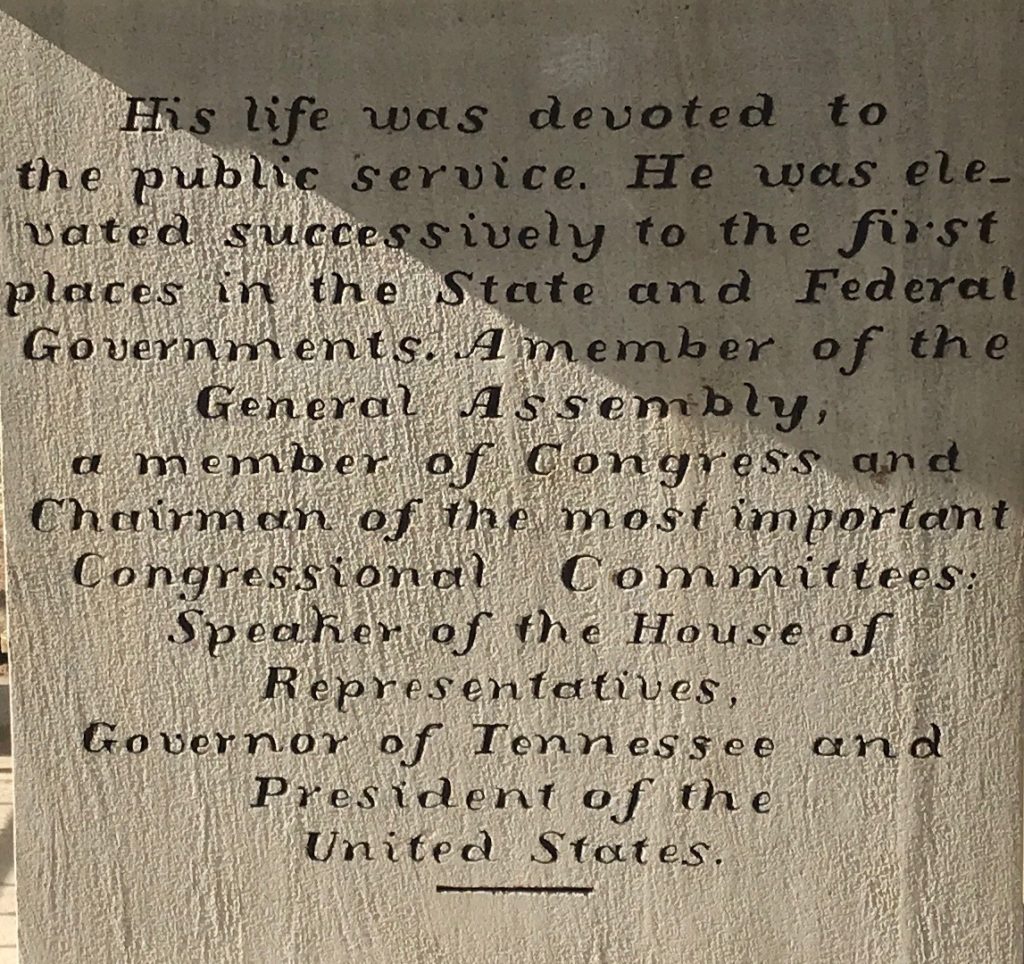 His life was devoted to
the public service. He was ele-
vated successively to the first
places in the State and Federal
Governments. A member of the
General Assembly,
a member of Congress and
Chairman of the most important
Congressional Committees:
Speaker of the House of
Representatives,
Governor of Tennessee and
President of the
United States.